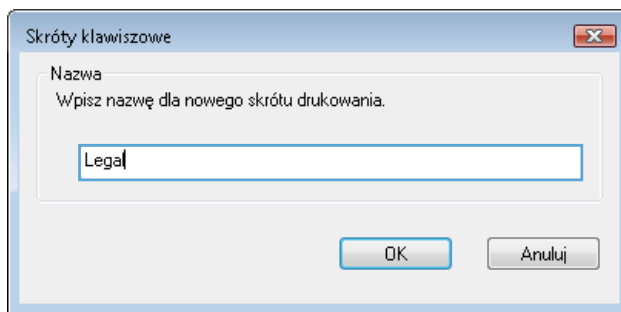 Skróty klawiszowe
Nazwa
Wpisz nazwę dla nowego skrótu drukowania.
Legal
OK
Anuluj